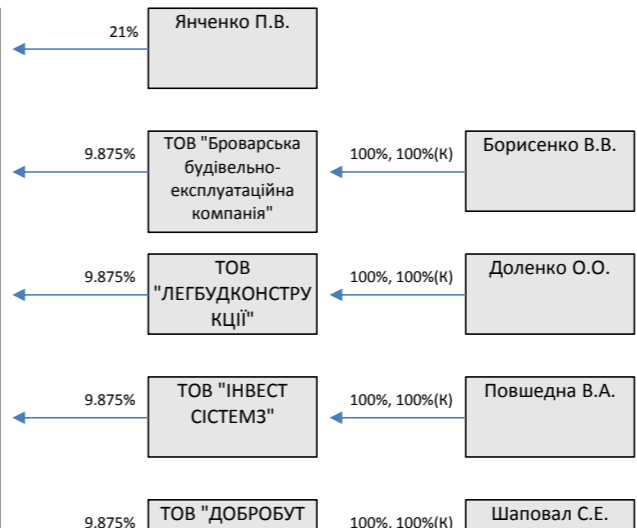 21%
Янченко П.В.
9.875%
ТОВ "Броварська
будівельно-
експлуатаційна
компанія"
100%, 100%(К)
Борисенко В.В.
9.875%
ТОВ
"ЛЕГБУДКОНСТРУ
КЦІЇ"
100%, 100%(К)
Доленко О.О.
9.875%
ТОВ "ІНВЕСТ
СІСТЕМЗ"
100%, 100%(К)
Повшедна В.А.
9.875%
ТОВ "ДОБРОБУТ
100%, 100%(К)
Шаповал С.Е.